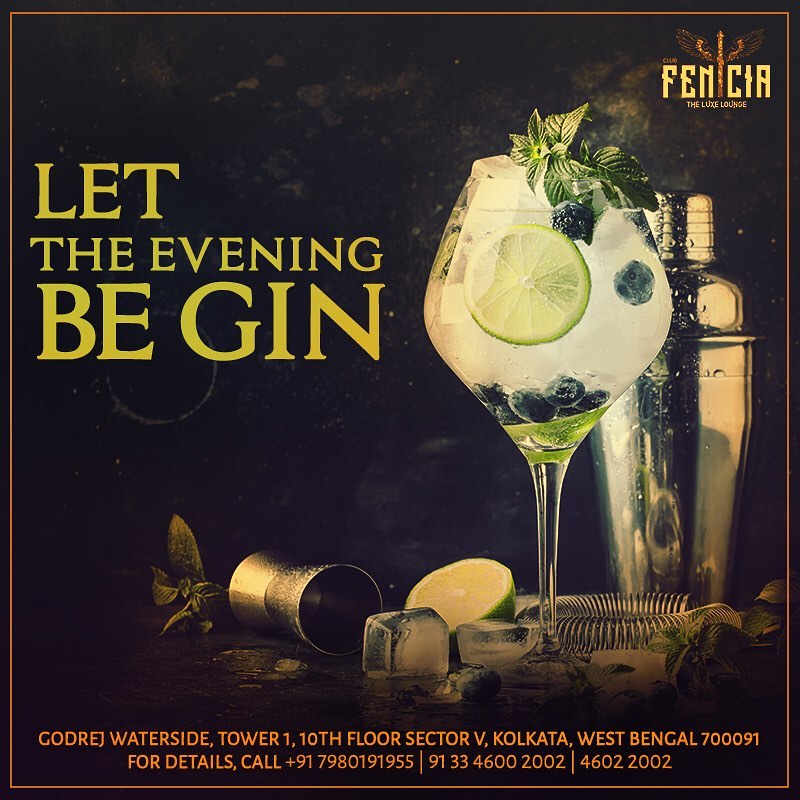 CLUB
FENICIA
THE LUXE LOUNGE
LET
THE EVENING
BE GIN
GODREJ WATERSIDE, TOWER 1, 10TH FLOOR SECTOR V, KOLKATA, WEST BENGAL 700091
FOR DETAILS, CALL +91 7980191955 | 91 33 4600 2002 | 4602 2002